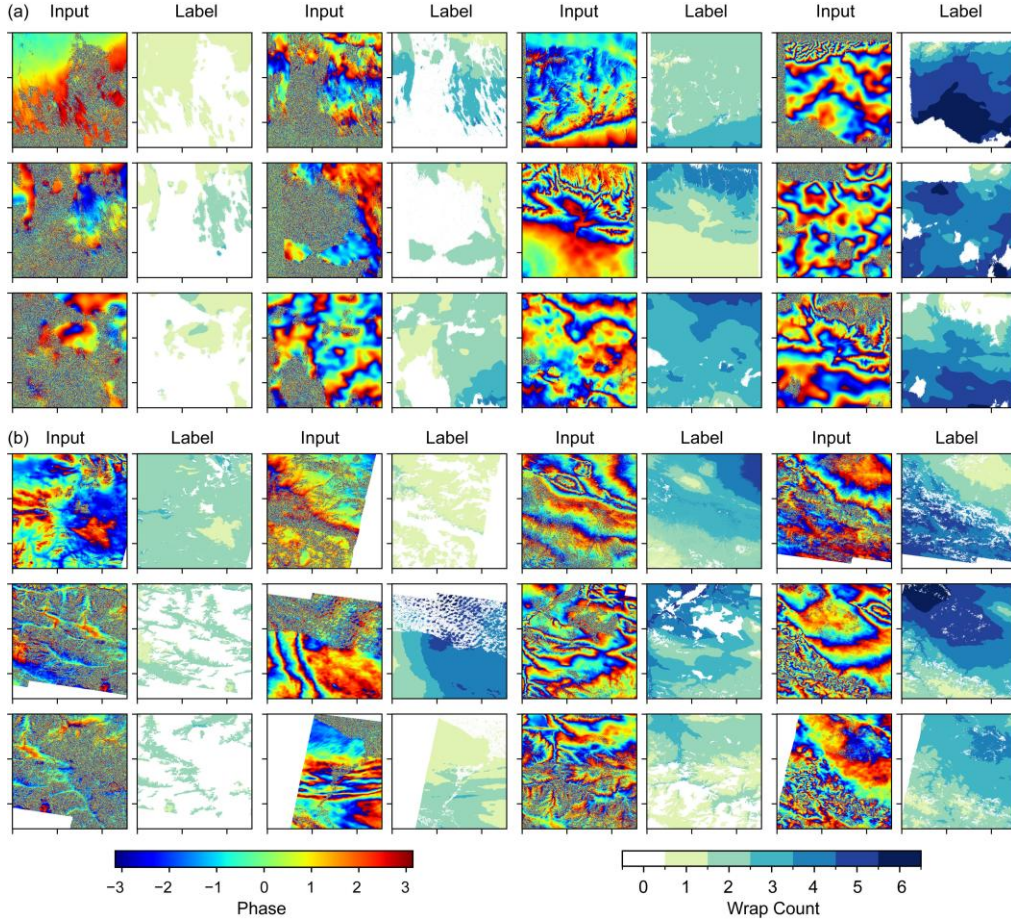 (a) Input Label Input Label Input Label Input Label
(b) Input Label Input Label Input Label Input Label
−3 −2 −1 0 1 2 3 0 1 2 3 4 5 6
Phase Wrap Count